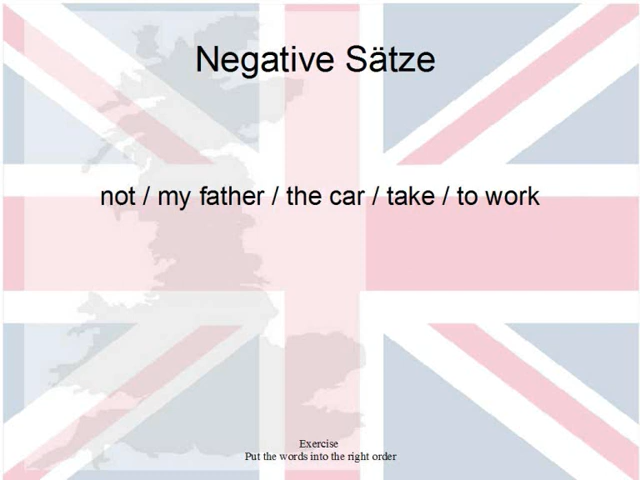 Negative Sätze
not / my father / the car / take / to work
Exercise
Put the words into the right order